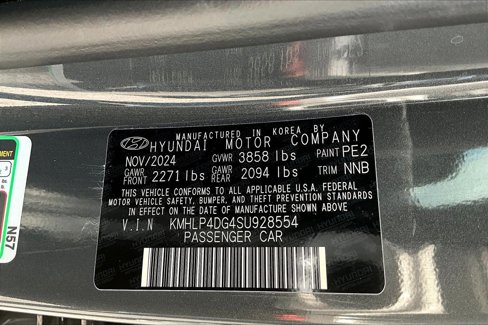 MANUFACTURED IN KOREA BY
HYUNDAI MOTOR COMPANY
NOV/2024 GVWR 3858 lbs PAINT PE2
GAWR FRONT 2271 lbs GAWR REAR 2094 lbs TRIM NNB
THIS VEHICLE CONFORMS TO ALL APPLICABLE U.S.A. FEDERAL
MOTOR VEHICLE SAFETY, BUMPER, AND THEFT PREVENTION STANDARDS
IN EFFECT ON THE DATE OF MANUFACTURE SHOWN ABOVE.
V.I.N KMHLP4DG4SU928554
PASSENGER CAR
N57